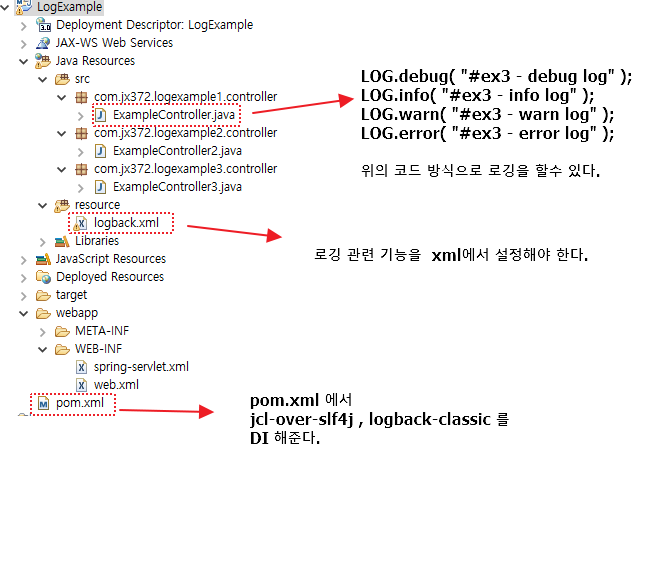 LogExample
Deployment Descriptor: LogExample
JAX-WS Web Services
Java Resources
src
com.jx372.logexample1.controller
ExampleController.java
com.jx372.logexample2.controller
ExampleController2.java
com.jx372.logexample3.controller
ExampleController3.java
resource
logback.xml
Libraries
JavaScript Resources
Deployed Resources
target
webapp
META-INF
WEB-INF
spring-servlet.xml
web.xml
pom.xml
LOG.debug( "#ex3 - debug log" );
LOG.info( "#ex3 - info log" );
LOG.warn( "#ex3 - warn log" );
LOG.error( "#ex3 - error log" );
위의 코드 방식으로 로깅을 할수 있다.
로깅 관련 기능을 xml에서 설정해야 한다.
pom.xml 에서
jcl-over-slf4j , logback-classic 를
DI 해준다.